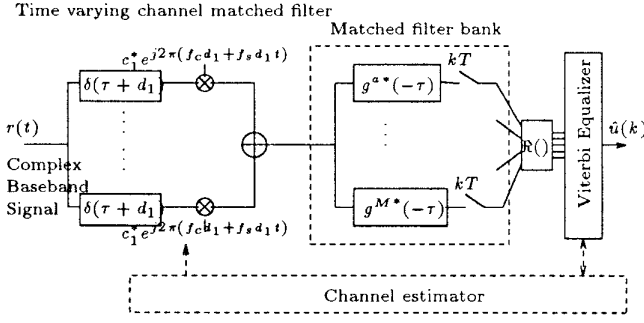 Time varying channel matched filter
Matched filter bank
c₁* e^{j2π(f_c d₁+f_s d₁ t)}
δ(τ + d₁)
g^{a*}(−τ)
kT
r(t)
Complex
Baseband
Signal
ℜ()
Viterbi Equalizer
û(k)
δ(τ + d₁)
c₁* e^{j2π(f_c d₁+f_s d₁ t)}
g^{M*}(−τ)
kT
Channel estimator